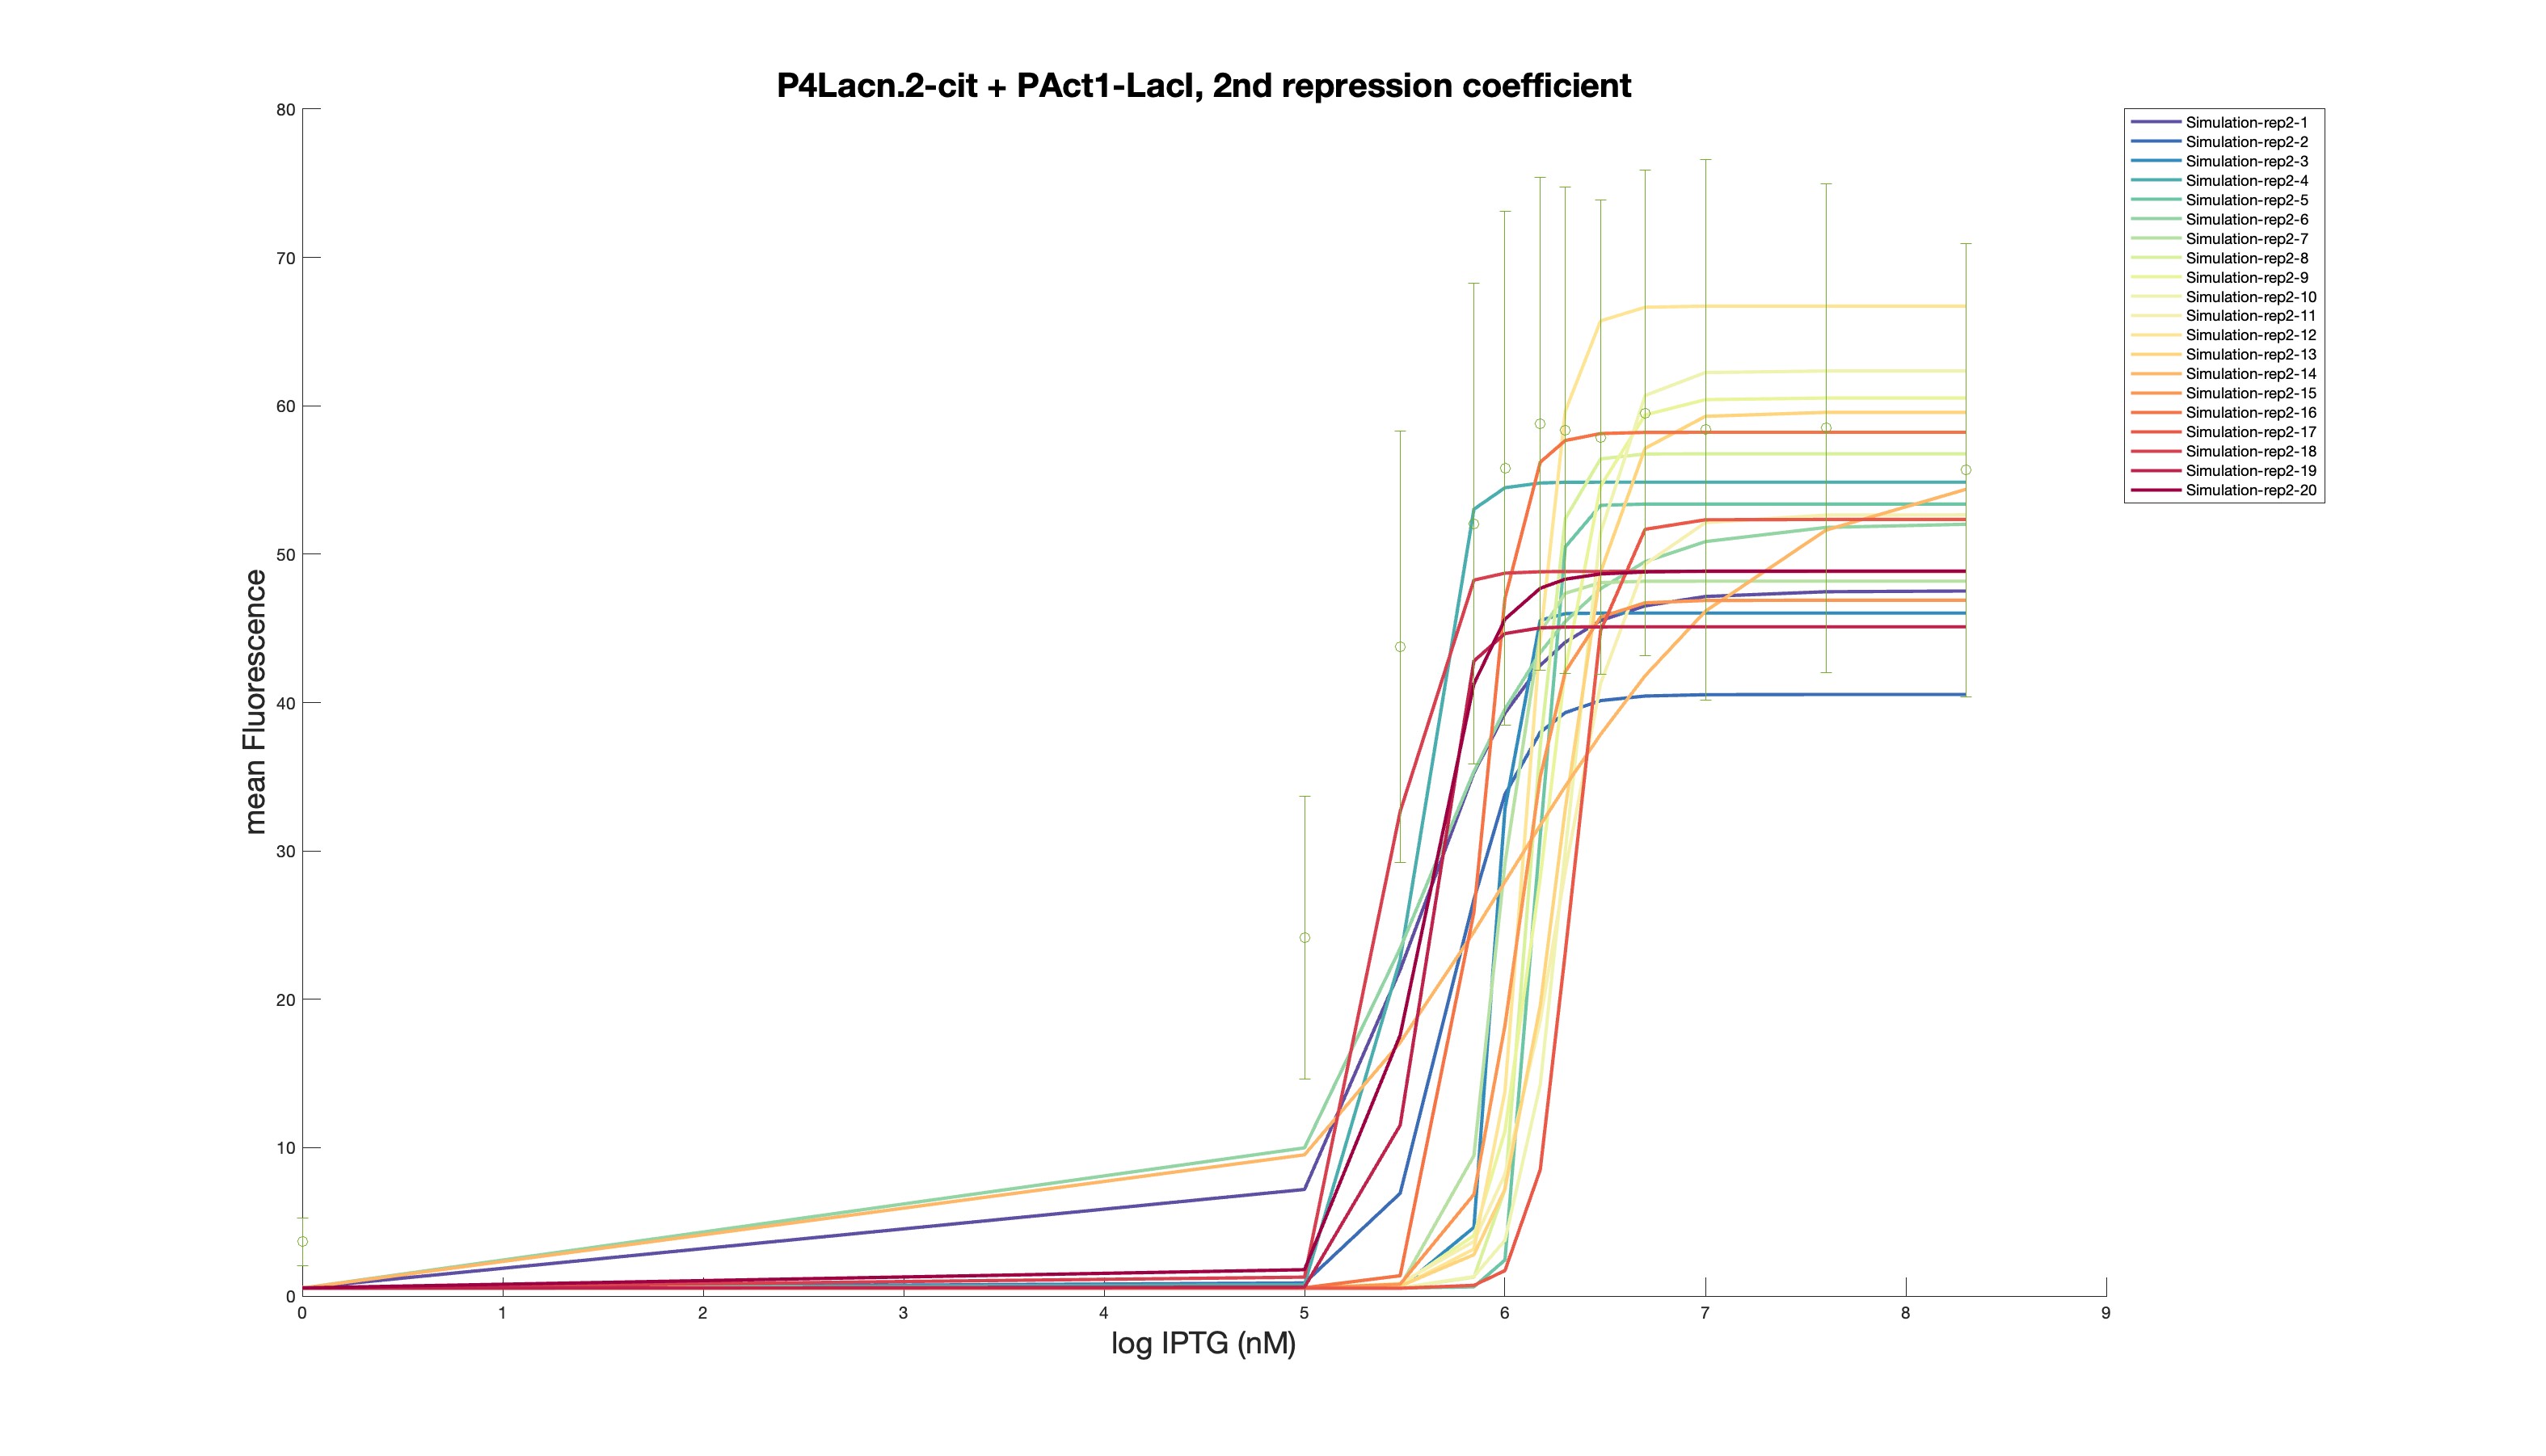 P4Lacn.2-cit + PAct1-LacI, 2nd repression coefficient
80
70
60
50
40
30
20
10
0
mean Fluorescence
0 1 2 3 4 5 6 7 8 9
log IPTG (nM)
Simulation-rep2-1
Simulation-rep2-2
Simulation-rep2-3
Simulation-rep2-4
Simulation-rep2-5
Simulation-rep2-6
Simulation-rep2-7
Simulation-rep2-8
Simulation-rep2-9
Simulation-rep2-10
Simulation-rep2-11
Simulation-rep2-12
Simulation-rep2-13
Simulation-rep2-14
Simulation-rep2-15
Simulation-rep2-16
Simulation-rep2-17
Simulation-rep2-18
Simulation-rep2-19
Simulation-rep2-20